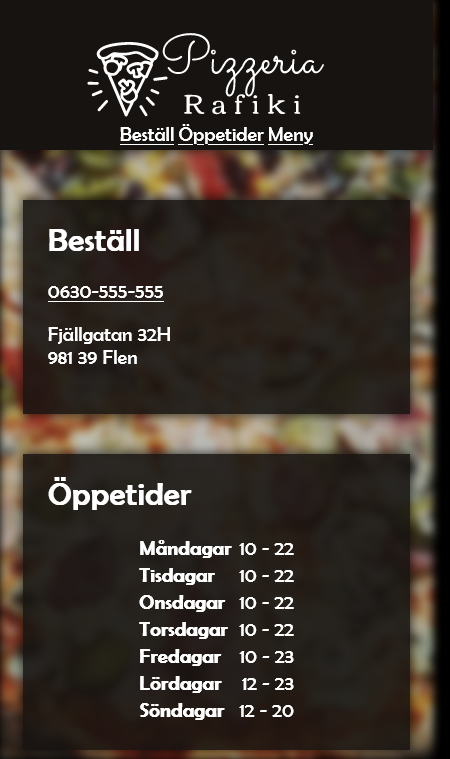 Pizzeria
Rafiki
Beställ Öppetider Meny
Beställ
0630-555-555
Fjällgatan 32H
981 39 Flen
Öppetider
Måndagar 10 - 22
Tisdagar 10 - 22
Onsdagar 10 - 22
Torsdagar 10 - 22
Fredagar 10 - 23
Lördagar 12 - 23
Söndagar 12 - 20